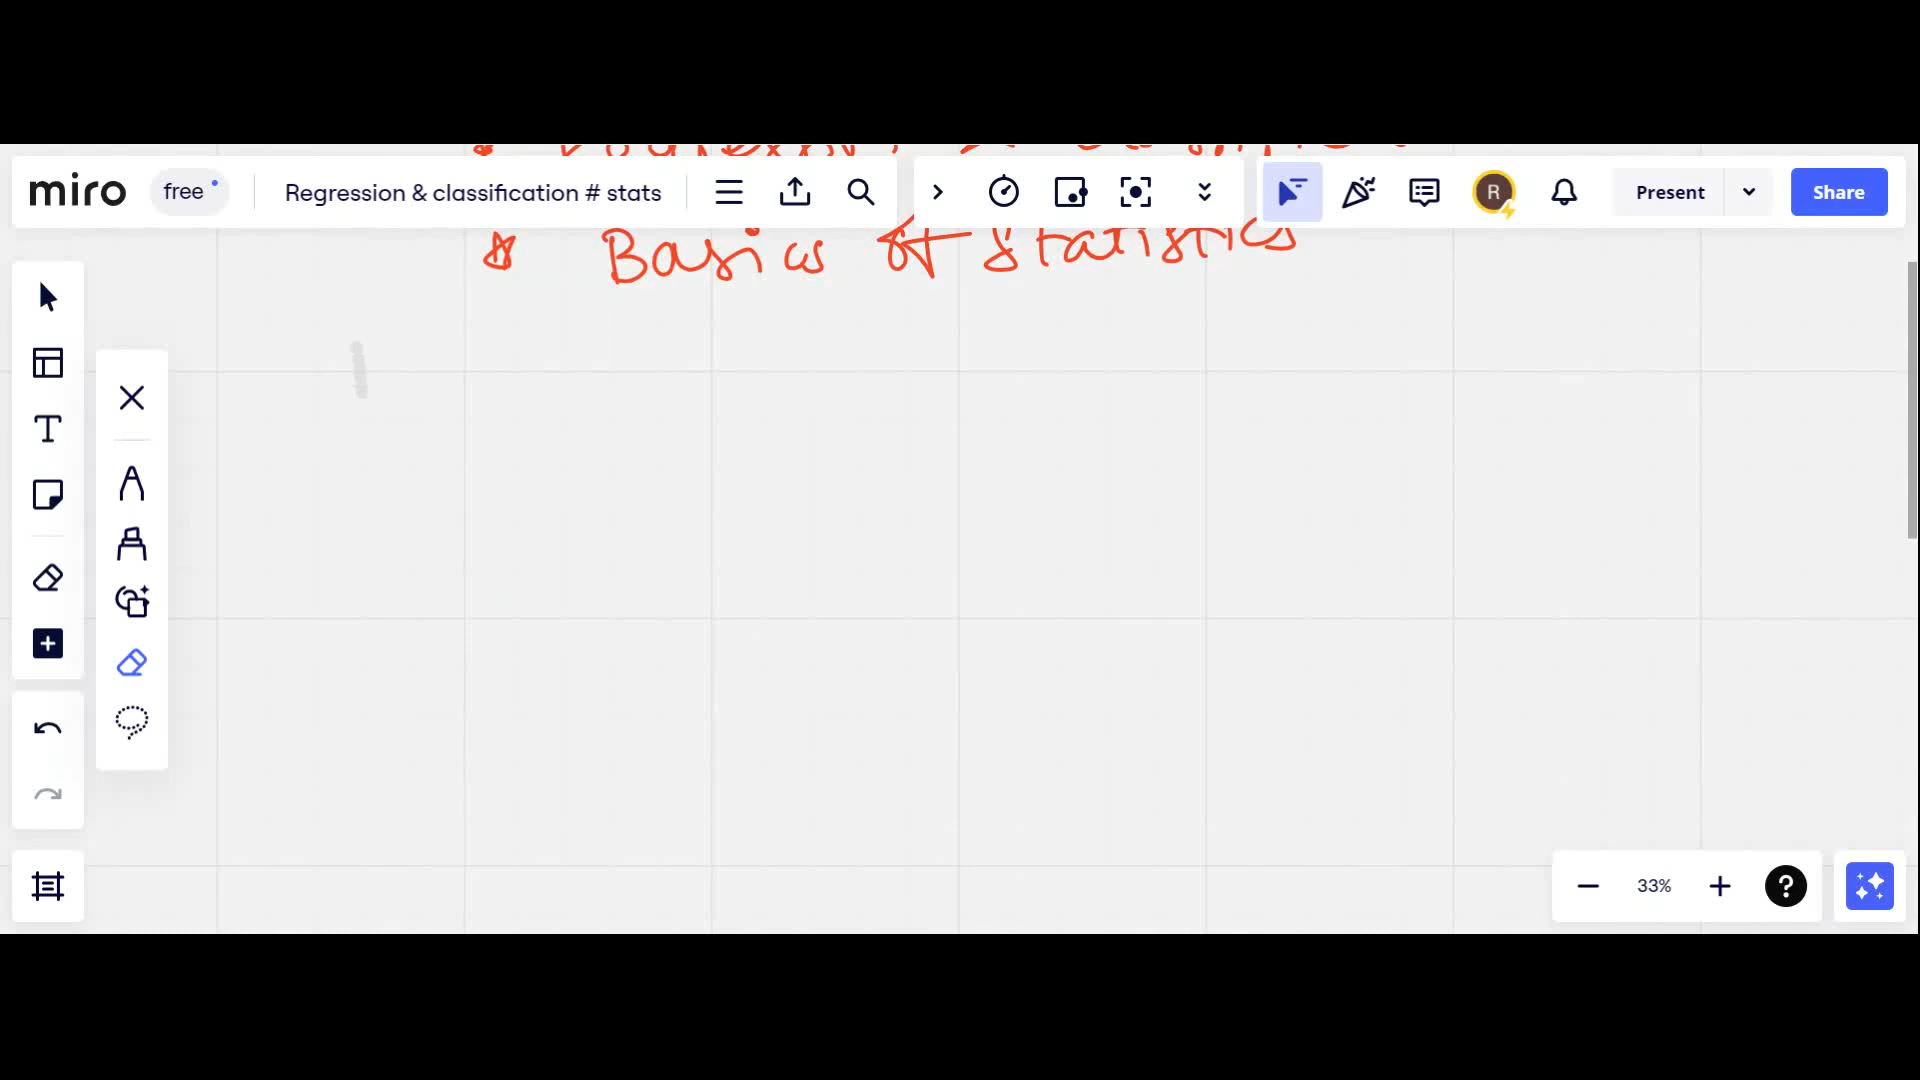 miro free Regression & classification # stats R Present Share
* Basics of Statistics
33%